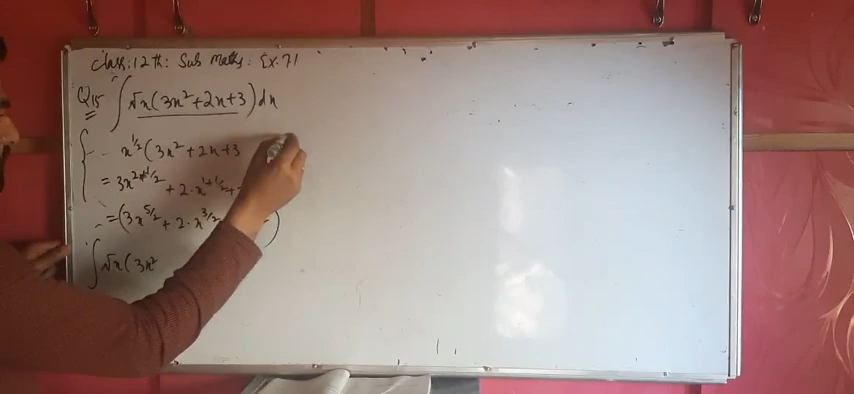 Class: 12th: Sub Maths: Ex. 7.1
Q15 ∫ √x (3x² + 2x + 3) dx
x^{1/2} (3x² + 2x + 3
= 3x^{2+1/2} + 2·x^{1+1/2} +
= (3x^{5/2} + 2·x^{3/2} )
∫ √x (3x²